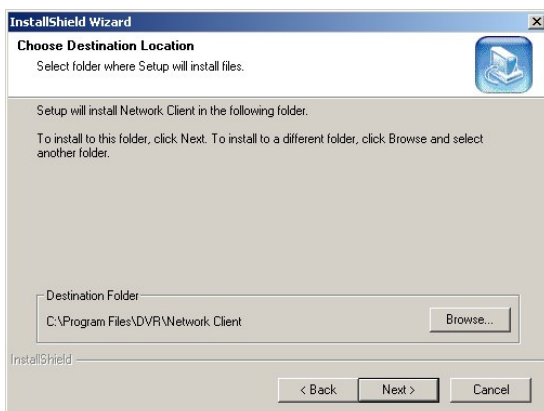 InstallShield Wizard
Choose Destination Location
Select folder where Setup will install files.
Setup will install Network Client in the following folder.
To install to this folder, click Next. To install to a different folder, click Browse and select
another folder.
Destination Folder
C:\Program Files\DVR\Network Client
Browse...
InstallShield
< Back
Next >
Cancel